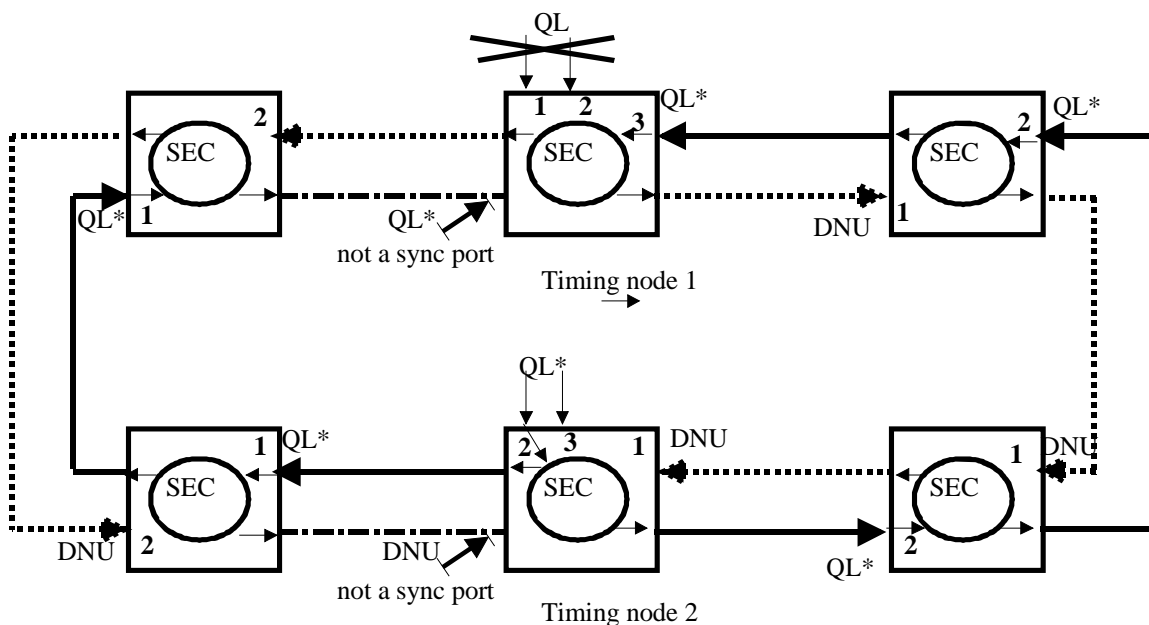 QL
1 2
QL*
QL*
2
3
2
SEC
SEC
SEC
1
QL*
QL*
1
DNU
not a sync port
Timing node 1
QL*
1
QL*
2 3
1
DNU
1
DNU
SEC
SEC
SEC
DNU
2
DNU
2
QL*
not a sync port
Timing node 2